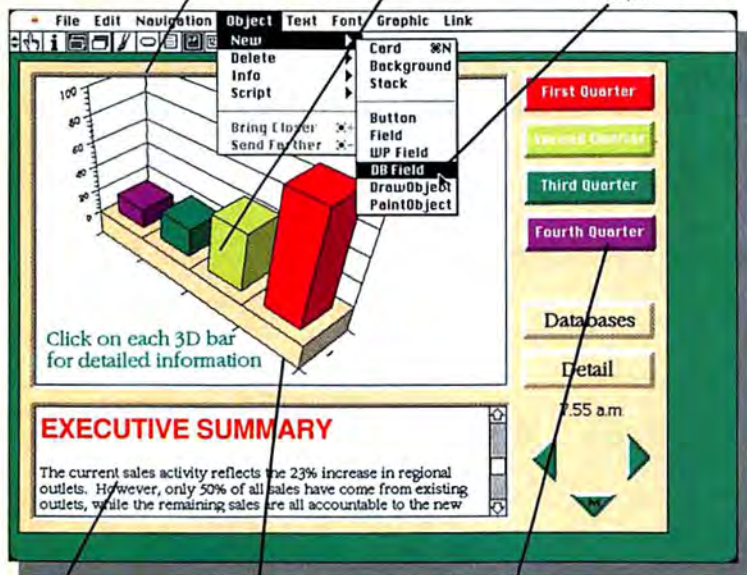 File Edit Navigation Object Text Font Graphic Link
New
Delete
Info
Script
Bring Closer
Send Farther
Card ⌘N
Background
Stack
Button
Field
WP Field
DB Field
DrawObject
PaintObject
100
80
60
40
20
0
Click on each 3D bar
for detailed information
First Quarter
Second Quarter
Third Quarter
Fourth Quarter
Databases
Detail
7.55 a.m
M
EXECUTIVE SUMMARY
The current sales activity reflects the 23% increase in regional
outlets. However, only 50% of all sales have come from existing
outlets, while the remaining sales are all accountable to the new